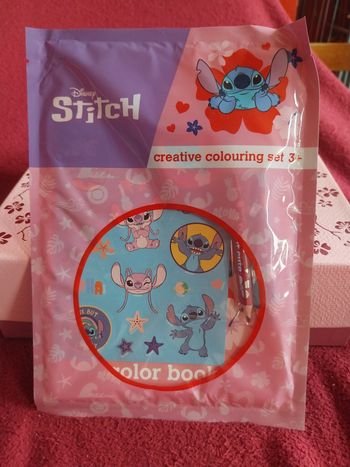 Disney
STITCH
creative colouring set 3+
color book